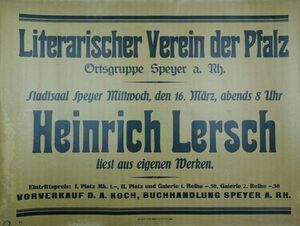 Literarischer Verein der Pfalz
Ortsgruppe Speyer a. Rh.
Stadtsaal Speyer Mittwoch, den 16. März, abends 8 Uhr
Heinrich Lersch
liest aus eigenen Werken.
Eintrittspreise: I. Platz Mk. 1.–, II. Platz und Galerie 1. Reihe –.50, Galerie 2. Reihe –.30
VORVERKAUF D. A. KOCH, BUCHHANDLUNG SPEYER A. RH.